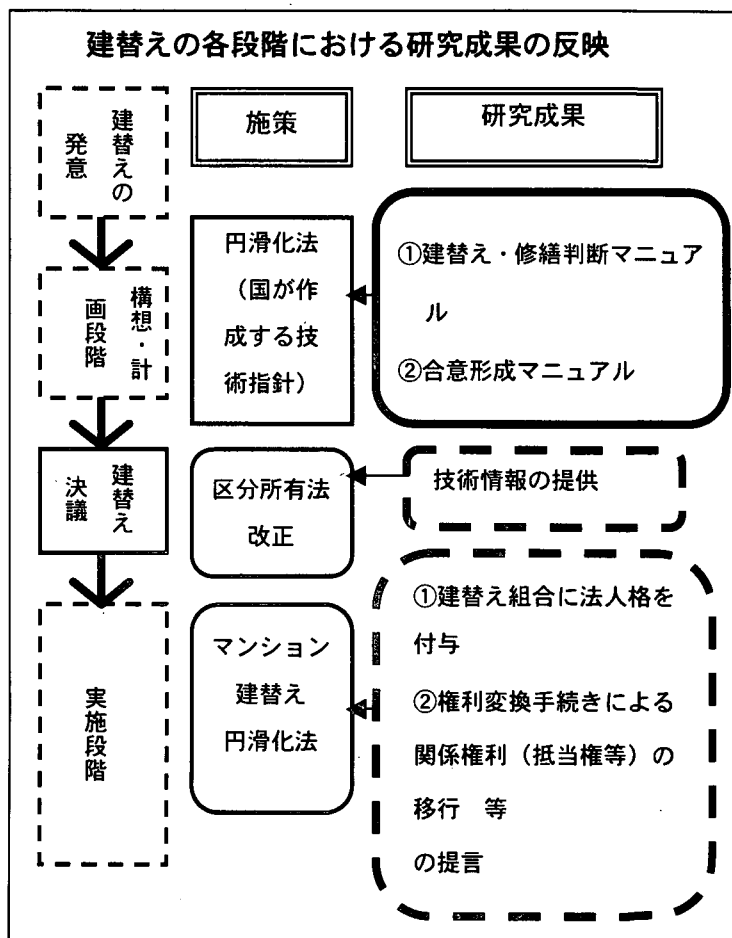 建替えの各段階における研究成果の反映
施策
研究成果
建替えの
発意
円滑化法
（国が作
成する技
術指針）
①建替え・修繕判断マニュア
ル
②合意形成マニュアル
構想・計
画段階
建替え
決議
区分所有法
改正
技術情報の提供
実施段階
マンション
建替え
円滑化法
①建替え組合に法人格を
付与
②権利変換手続きによる
関係権利（抵当権等）の
移行　等
の提言